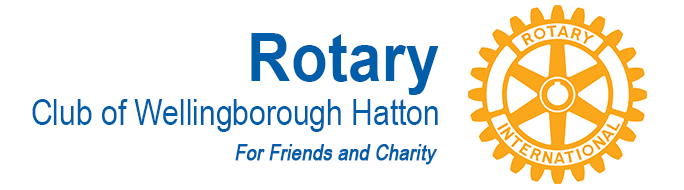 Rotary
Club of Wellingborough Hatton
For Friends and Charity
ROTARY
INTERNATIONAL